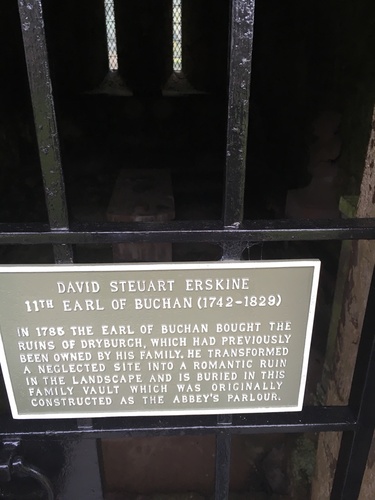 DAVID STEUART ERSKINE
11TH EARL OF BUCHAN (1742-1829)
IN 1785 THE EARL OF BUCHAN BOUGHT THE
RUINS OF DRYBURGH, WHICH HAD PREVIOUSLY
BEEN OWNED BY HIS FAMILY. HE TRANSFORMED
A NEGLECTED SITE INTO A ROMANTIC RUIN
IN THE LANDSCAPE AND IS BURIED IN THIS
FAMILY VAULT WHICH WAS ORIGINALLY
CONSTRUCTED AS THE ABBEY'S PARLOUR.